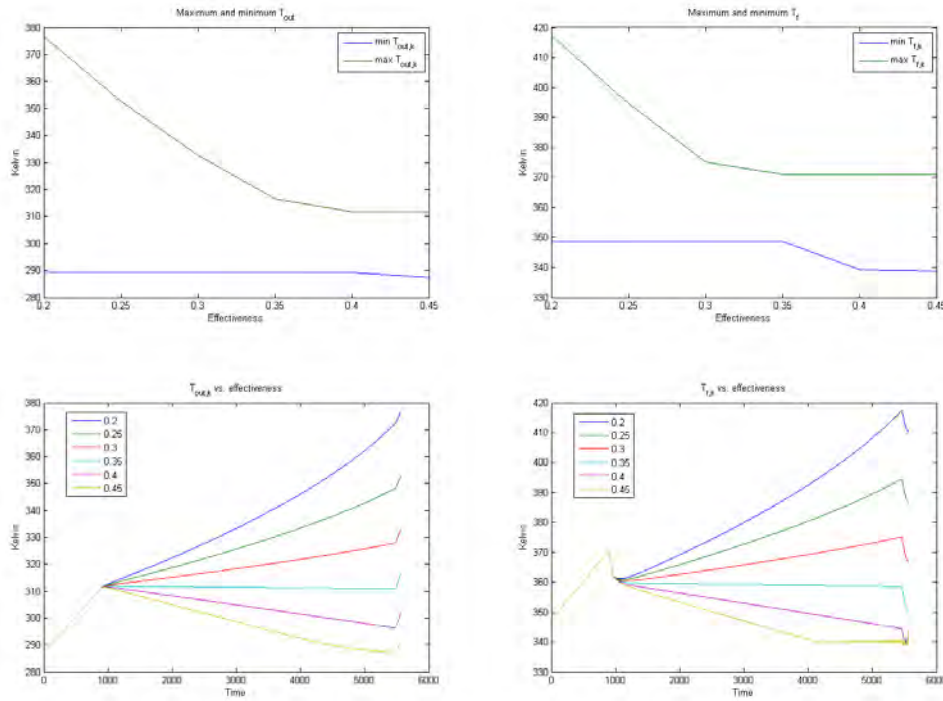 Maximum and minimum T_out
380
370
360
350
340
330
320
310
300
290
280
Kelvin
0.2 0.25 0.3 0.35 0.4 0.45
Effectiveness
min T_out,k
max T_out,k
Maximum and minimum T_r
420
410
400
390
380
370
360
350
340
330
Kelvin
0.2 0.25 0.3 0.35 0.4 0.45
Effectiveness
min T_r,k
max T_r,k
T_out,k vs. effectiveness
380
370
360
350
340
330
320
310
300
290
280
Kelvin
0 1000 2000 3000 4000 5000 6000
Time
0.2
0.25
0.3
0.35
0.4
0.45
T_r,k vs. effectiveness
420
410
400
390
380
370
360
350
340
330
Kelvin
0 1000 2000 3000 4000 5000 6000
Time
0.2
0.25
0.3
0.35
0.4
0.45